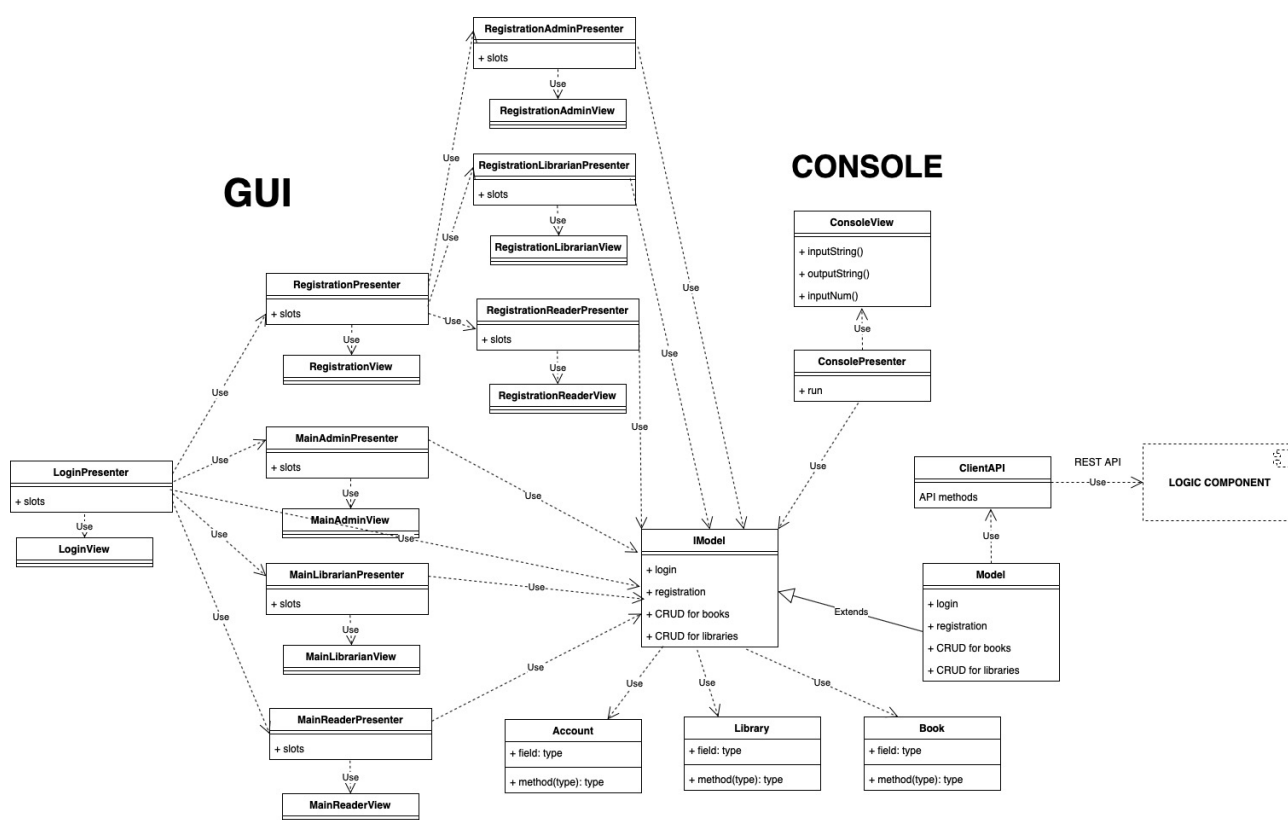 RegistrationAdminPresenter
+ slots
Use
RegistrationAdminView
Use
RegistrationLibrarianPresenter
+ slots
Use
RegistrationLibrarianView
Use
GUI
CONSOLE
RegistrationPresenter
+ slots
Use
RegistrationView
Use
RegistrationReaderPresenter
+ slots
Use
RegistrationReaderView
Use
Use
Use
ConsoleView
+ inputString()
+ outputString()
+ inputNum()
Use
ConsolePresenter
+ run
Use
Use
LoginPresenter
+ slots
Use
LoginView
Use
MainAdminPresenter
+ slots
Use
MainAdminView
Use
Use
Use
MainLibrarianPresenter
+ slots
Use
MainLibrarianView
Use
Use
MainReaderPresenter
+ slots
Use
MainReaderView
Use
IModel
+ login
+ registration
+ CRUD for books
+ CRUD for libraries
Extends
ClientAPI
API methods
REST API
Use
LOGIC COMPONENT
Use
Model
+ login
+ registration
+ CRUD for books
+ CRUD for libraries
Use
Use
Use
Account
+ field: type
+ method(type): type
Library
+ field: type
+ method(type): type
Book
+ field: type
+ method(type): type